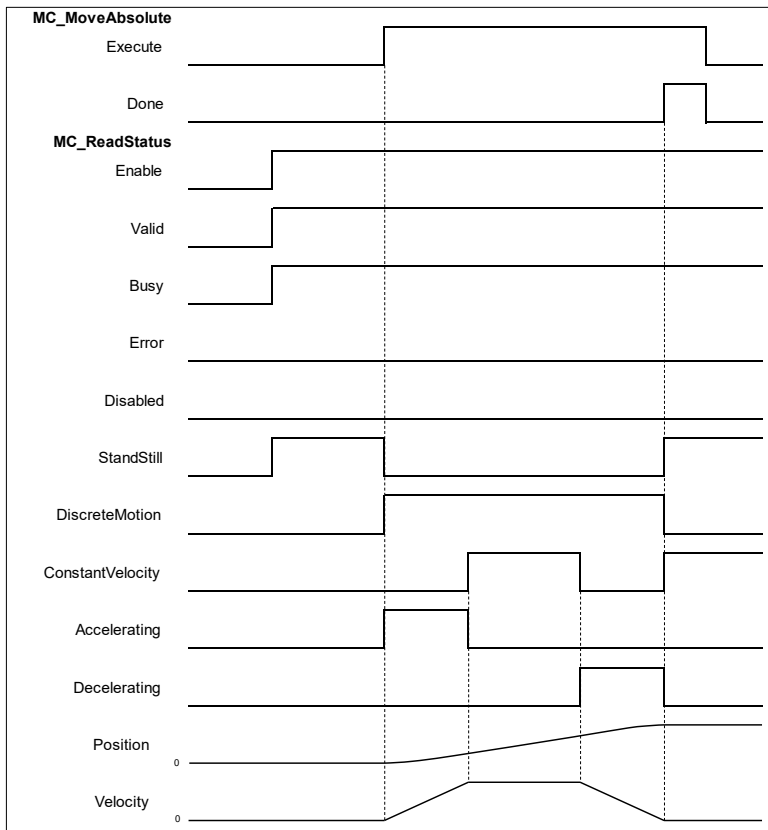 MC_MoveAbsolute
Execute
Done
MC_ReadStatus
Enable
Valid
Busy
Error
Disabled
StandStill
DiscreteMotion
ConstantVelocity
Accelerating
Decelerating
Position
0
Velocity
0